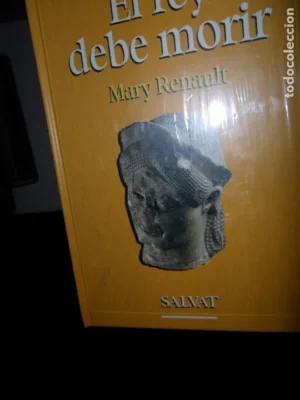 El rey
debe morir
Mary Renault
SALVAT
todocoleccion